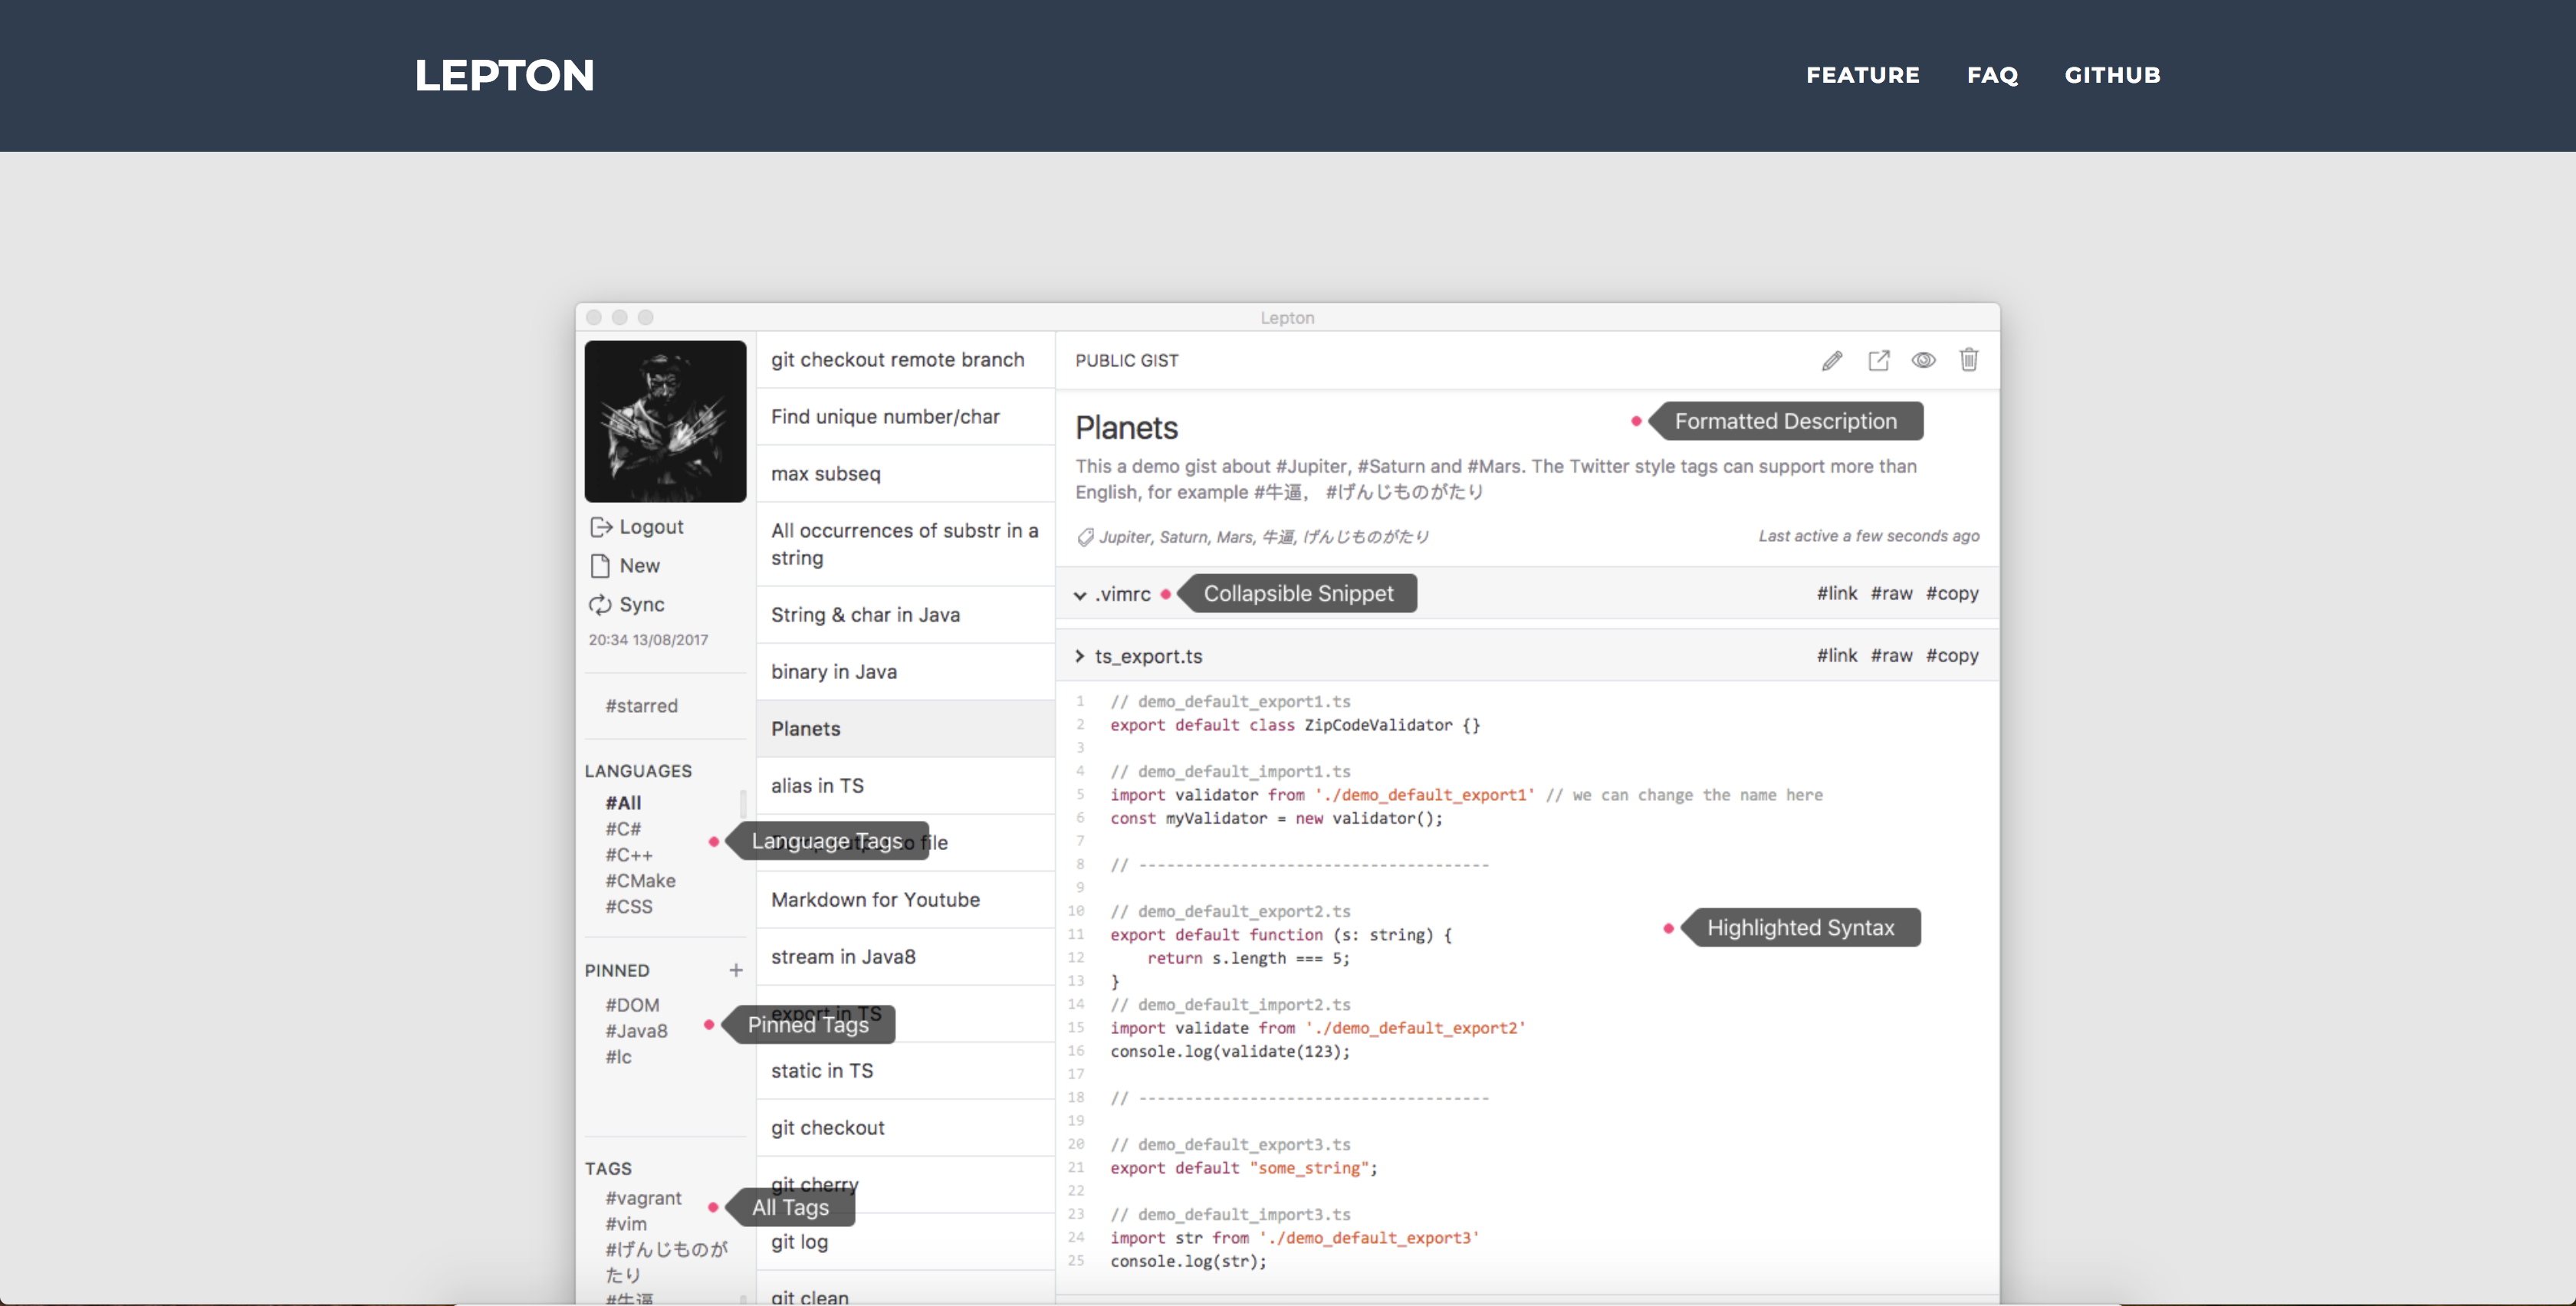 LEPTON
FEATURE FAQ GITHUB
Lepton
Logout
New
Sync
20:34 13/08/2017
#starred
LANGUAGES
#All
#C#
#C++
#CMake
#CSS
Language Tags
PINNED +
#DOM
#Java8
#lc
Pinned Tags
TAGS
#vagrant
#vim
#げんじものが
たり
#牛逼
All Tags
git checkout remote branch
Find unique number/char
max subseq
All occurrences of substr in a
string
String & char in Java
binary in Java
Planets
alias in TS
file
Markdown for Youtube
stream in Java8
export in TS
static in TS
git checkout
git cherry
git log
git clean
PUBLIC GIST
Planets
Formatted Description
This a demo gist about #Jupiter, #Saturn and #Mars. The Twitter style tags can support more than
English, for example #牛逼， #げんじものがたり
Jupiter, Saturn, Mars, 牛逼, げんじものがたり
Last active a few seconds ago
.vimrc Collapsible Snippet #link #raw #copy
ts_export.ts #link #raw #copy
1 // demo_default_export1.ts
2 export default class ZipCodeValidator {}
3
4 // demo_default_import1.ts
5 import validator from './demo_default_export1' // we can change the name here
6 const myValidator = new validator();
7
8 // --------------------------------------
9
10 // demo_default_export2.ts
11 export default function (s: string) {
Highlighted Syntax
12 return s.length === 5;
13 }
14 // demo_default_import2.ts
15 import validate from './demo_default_export2'
16 console.log(validate(123);
17
18 // --------------------------------------
19
20 // demo_default_export3.ts
21 export default "some_string";
22
23 // demo_default_import3.ts
24 import str from './demo_default_export3'
25 console.log(str);